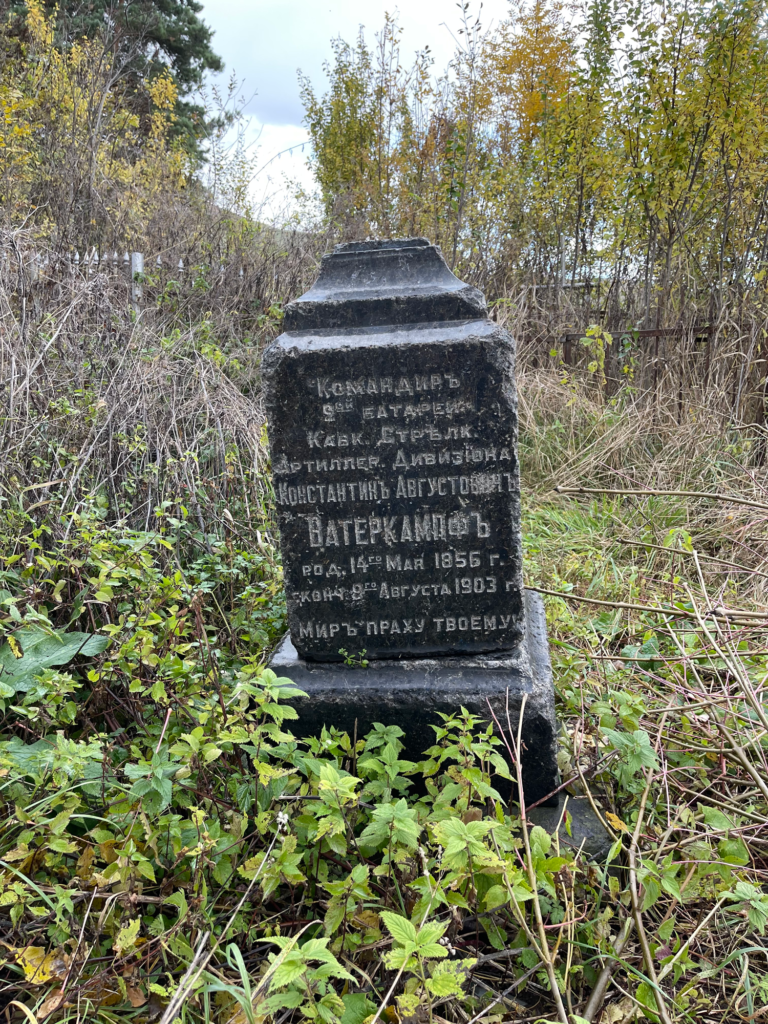 Командиръ
9ой батареи
Кавк. Стрѣлк.
Артиллер. Дивизіона
Константинъ Августовичъ
Ватеркампфъ
род. 14го Мая 1856 г.
сконч. 8го Августа 1903 г.
Миръ праху твоему